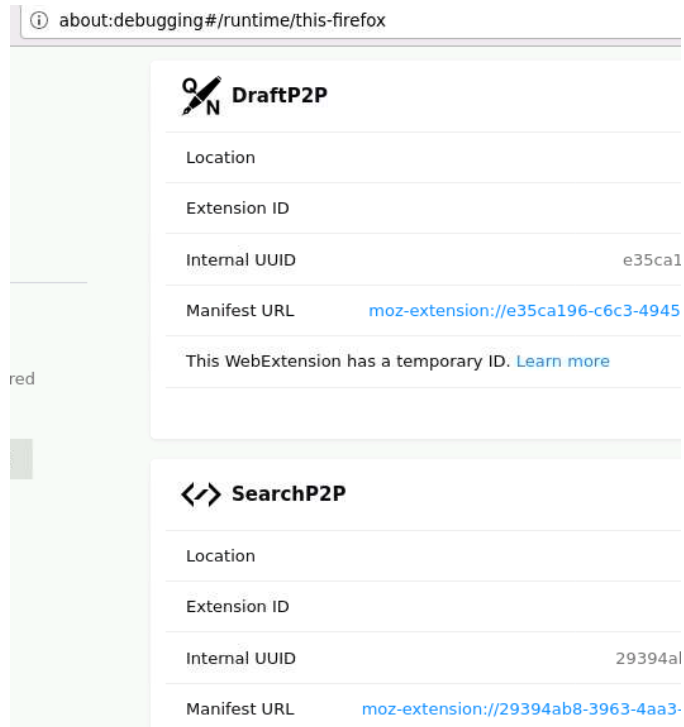 about:debugging#/runtime/this-firefox
Q N DraftP2P
Location
Extension ID
Internal UUID e35ca1
Manifest URL moz-extension://e35ca196-c6c3-4945
This WebExtension has a temporary ID. Learn more
red
SearchP2P
Location
Extension ID
Internal UUID 29394a
Manifest URL moz-extension://29394ab8-3963-4aa3-